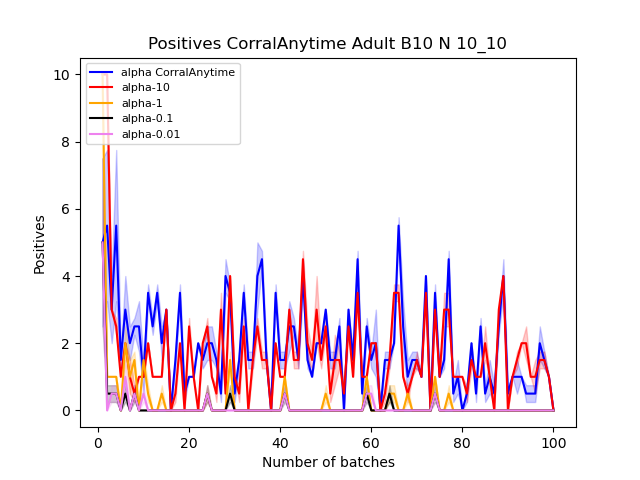 Positives CorralAnytime Adult B10 N 10_10
alpha CorralAnytime
alpha-10
alpha-1
alpha-0.1
alpha-0.01
Positives
10
8
6
4
2
0
0 20 40 60 80 100
Number of batches